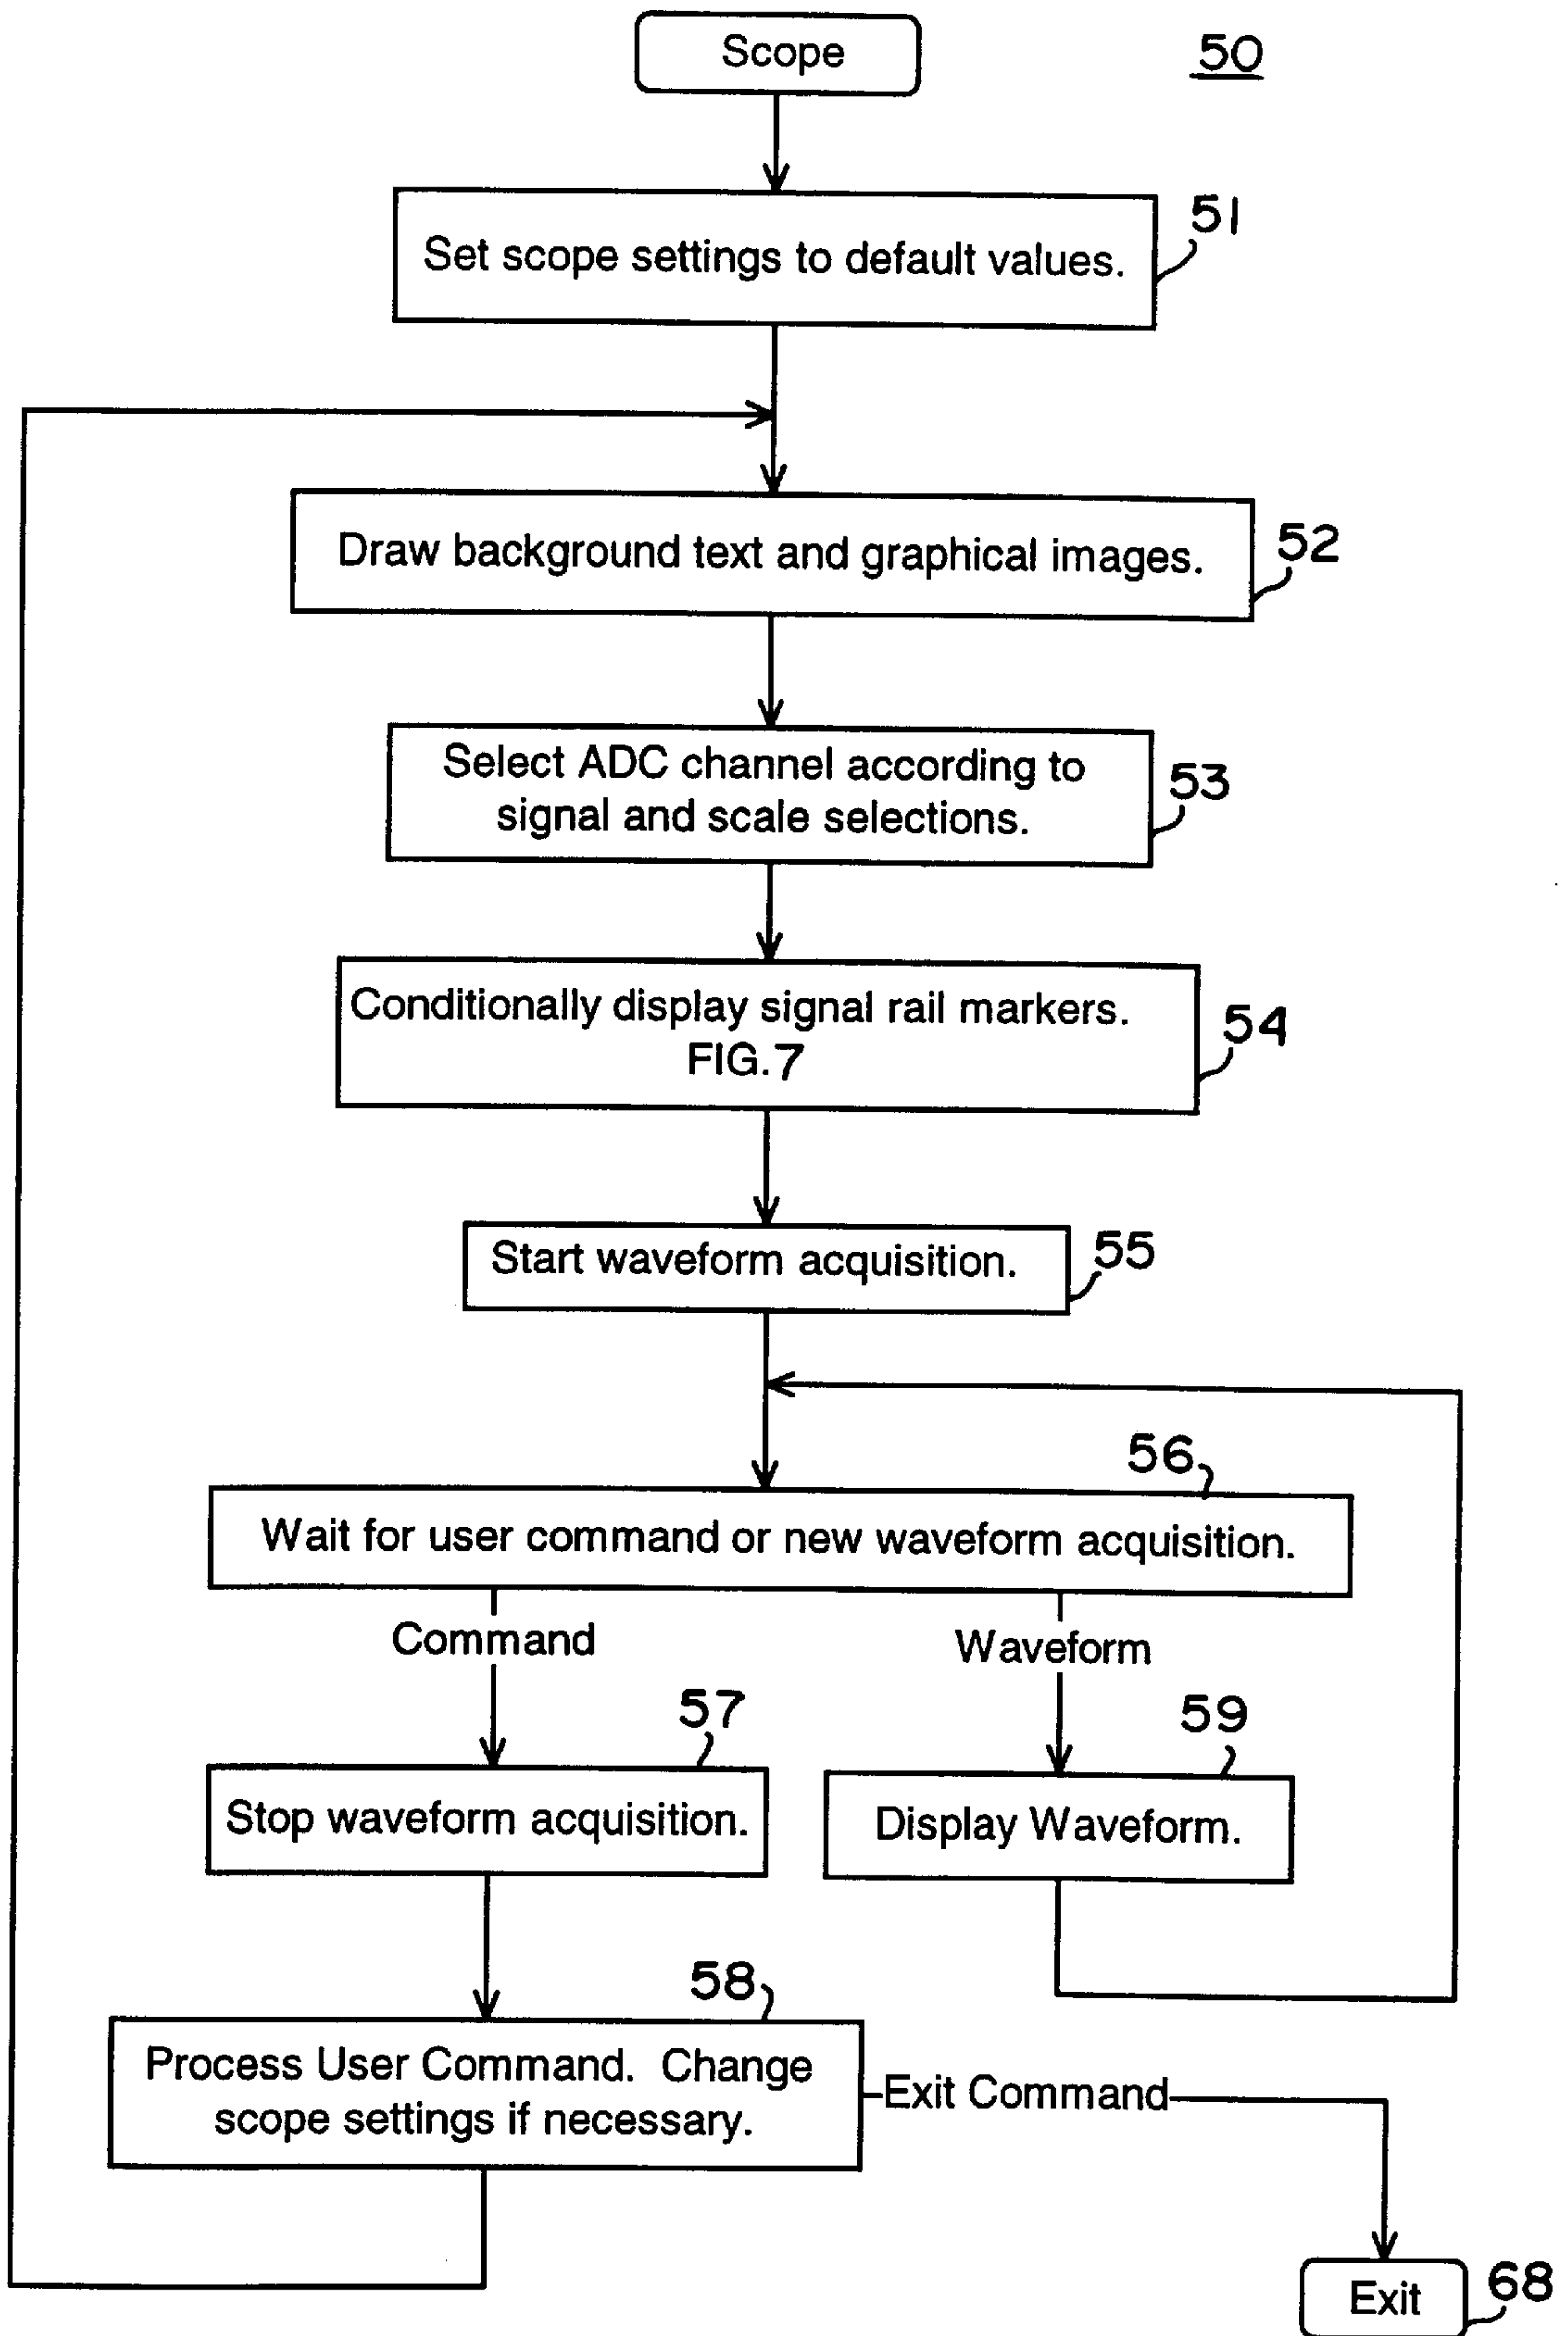 Scope
50
Set scope settings to default values.
51
Draw background text and graphical images.
52
Select ADC channel according to
signal and scale selections.
53
Conditionally display signal rail markers.
FIG.7
54
Start waveform acquisition.
55
56
Wait for user command or new waveform acquisition.
Command
Waveform
57
59
Stop waveform acquisition.
Display Waveform.
58
Process User Command. Change
scope settings if necessary.
Exit Command
Exit
68